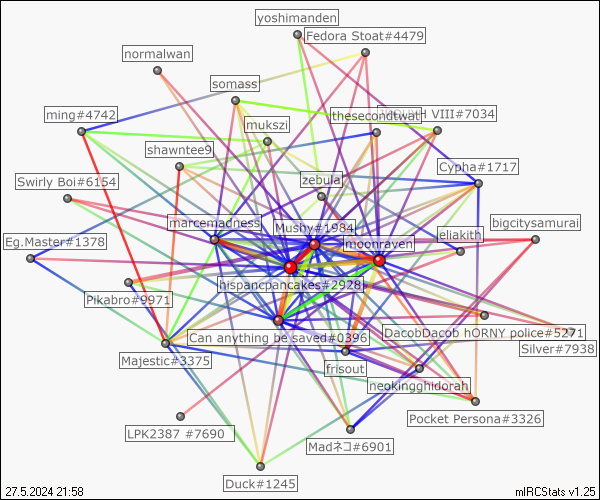 yoshimanden
Fedora Stoat#4479
normalwan
somass
ming#4742
thesecondtwat
VIII#7034
mukszi
shawntee9
Cypha#1717
Swirly Boi#6154
zebula
marcemadness
Mushy#1984
eliakith
bigcitysamurai
Eg.Master#1378
moonraven
hispancpancakes#2928
Pikabro#9971
Can anything be saved#0396
DacobDacob hORNY police#5271
Silver#7938
Majestic#3375
frisout
neokingghidorah
Pocket Persona#3326
LPK2387 #7690
Madネコ#6901
Duck#1245
27.5.2024 21:58
mIRCStats v1.25